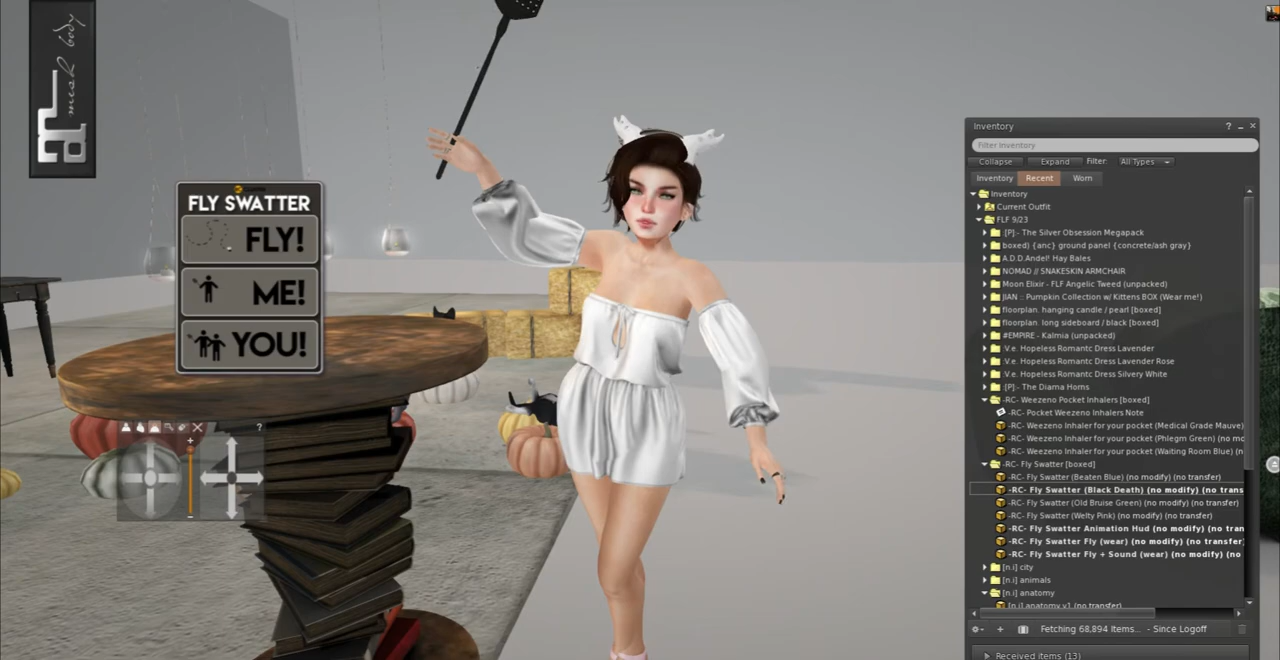 mesh body
FLY SWATTER
FLY!
ME!
YOU!
?
Inventory
? _ ×
Filter Inventory
Collapse Expand Filter: All Types
Inventory Recent Worn
Inventory
Current Outfit
FLF 9/23
:[P]:- The Silver Obsession Megapack
boxed) {anc} ground panel {concrete/ash gray}
A.D.D.Andel! Hay Bales
NOMAD // SNAKESKIN ARMCHAIR
Moon Elixir - FLF Angelic Tweed (unpacked)
JIAN :: Pumpkin Collection w/ Kittens BOX (Wear me!)
floorplan. hanging candle / pearl [boxed]
floorplan. long sideboard / black [boxed]
#EMPIRE - Kalmia (unpacked)
:V.e. Hopeless Romantc Dress Lavender
:V.e. Hopeless Romantc Dress Lavender Rose
:V.e. Hopeless Romantc Dress Silvery White
:[P]:- The Diama Horns
-RC- Weezeno Pocket Inhalers [boxed]
-RC- Pocket Weezeno Inhalers Note
-RC- Weezeno Inhaler for your pocket (Medical Grade Mauve)
-RC- Weezeno Inhaler for your pocket (Phlegm Green) (no mo
-RC- Weezeno Inhaler for your pocket (Waiting Room Blue) (n
-RC- Fly Swatter [boxed]
-RC- Fly Swatter (Beaten Blue) (no modify) (no transfer)
-RC- Fly Swatter (Black Death) (no modify) (no trans
-RC- Fly Swatter (Old Bruise Green) (no modify) (no transfer)
-RC- Fly Swatter (Welty Pink) (no modify) (no transfer)
-RC- Fly Swatter Animation Hud (no modify) (no tran
-RC- Fly Swatter Fly (wear) (no modify) (no transfer
-RC- Fly Swatter Fly + Sound (wear) (no modify) (no
[n.i] city
[n.i] animals
[n.i] anatomy
[n.i] anatomy v1 (no transfer)
Fetching 68,894 Items... - Since Logoff
Received items (13)